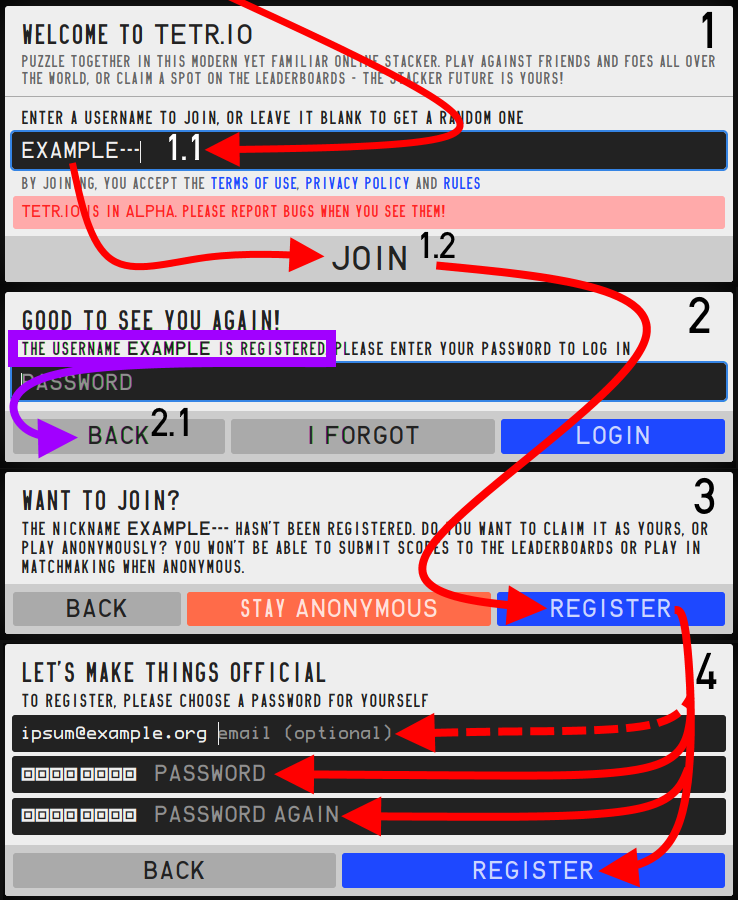 WELCOME TO TETR.IO 1
PUZZLE TOGETHER IN THIS MODERN YET FAMILIAR ONLINE STACKER. PLAY AGAINST FRIENDS AND FOES ALL OVER
THE WORLD, OR CLAIM A SPOT ON THE LEADERBOARDS - THE STACKER FUTURE IS YOURS!
ENTER A USERNAME TO JOIN, OR LEAVE IT BLANK TO GET A RANDOM ONE
EXAMPLE--- 1.1
BY JOINING, YOU ACCEPT THE TERMS OF USE, PRIVACY POLICY AND RULES
TETR.IO IS IN ALPHA. PLEASE REPORT BUGS WHEN YOU SEE THEM!
JOIN 1.2
GOOD TO SEE YOU AGAIN! 2
THE USERNAME EXAMPLE IS REGISTERED. PLEASE ENTER YOUR PASSWORD TO LOG IN
PASSWORD
BACK 2.1 I FORGOT LOGIN
WANT TO JOIN? 3
THE NICKNAME EXAMPLE--- HASN'T BEEN REGISTERED. DO YOU WANT TO CLAIM IT AS YOURS, OR
PLAY ANONYMOUSLY? YOU WON'T BE ABLE TO SUBMIT SCORES TO THE LEADERBOARDS OR PLAY IN
MATCHMAKING WHEN ANONYMOUS.
BACK STAY ANONYMOUS REGISTER
LET'S MAKE THINGS OFFICIAL 4
TO REGISTER, PLEASE CHOOSE A PASSWORD FOR YOURSELF
ipsum@example.org email (optional)
PASSWORD
PASSWORD AGAIN
BACK REGISTER